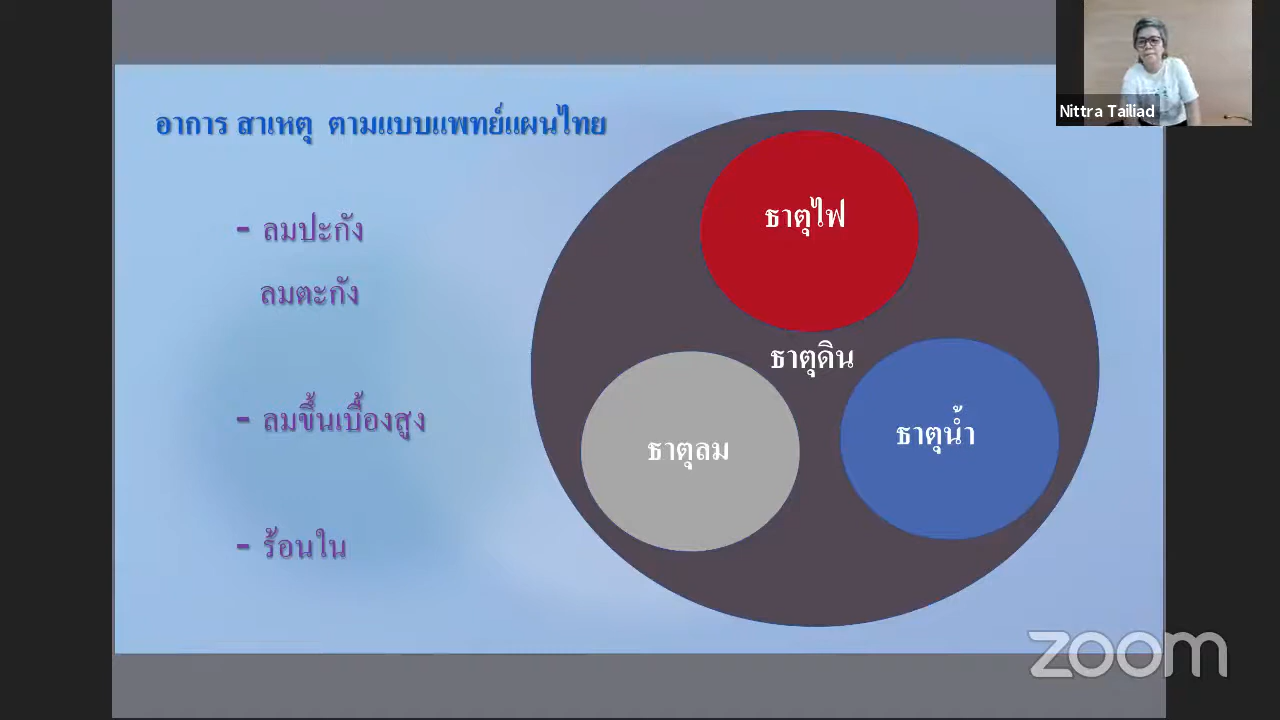 Nittra Tailiad
อาการ สาเหตุ ตามแบบแพทย์แผนไทย
- ลมปะกัง
ลมตะกัง
- ลมขึ้นเบื้องสูง
- ร้อนใน
ธาตุไฟ
ธาตุดิน
ธาตุลม
ธาตุน้ำ
zoom